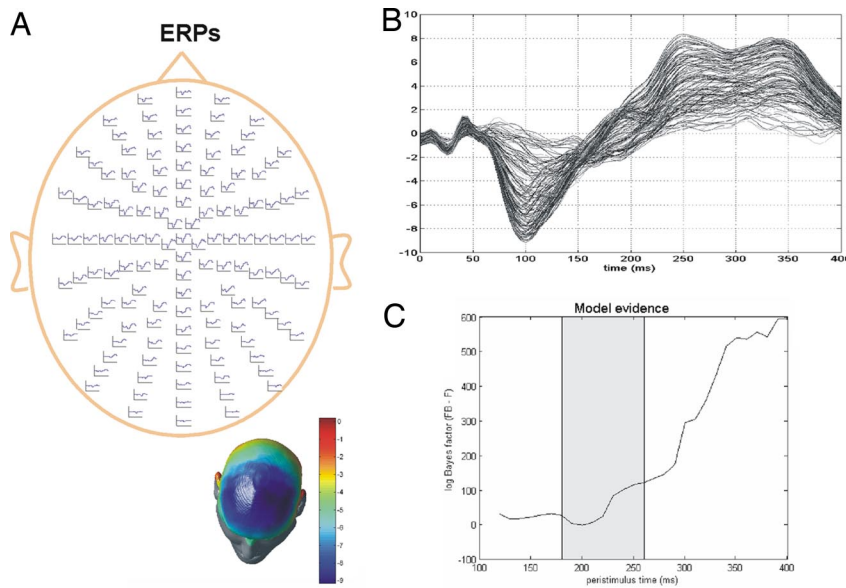 A
ERPs
0
-1
-2
-3
-4
-5
-6
-7
-8
-9
B
10
8
6
4
2
0
-2
-4
-6
-8
-10
0 50 100 150 200 250 300 350 400
time (ms)
C
Model evidence
log Bayes factor (FB - F)
600
500
400
300
200
100
0
-100
100 150 200 250 300 350 400
peristimulus time (ms)